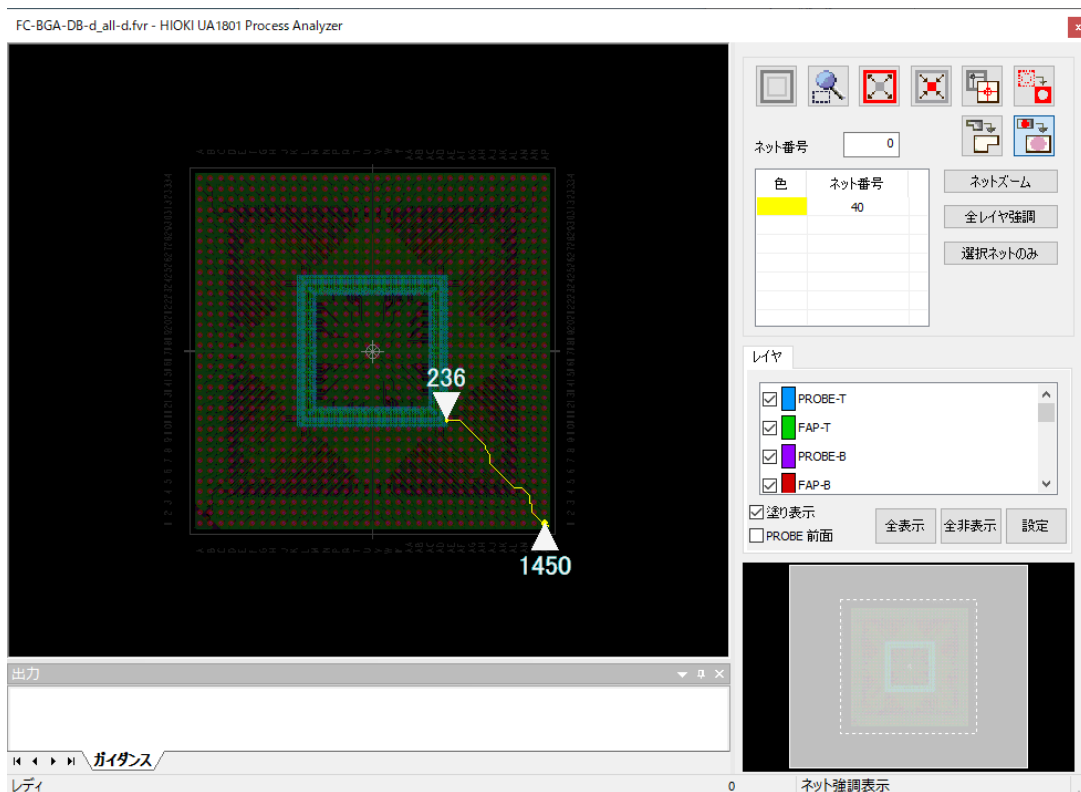 FC-BGA-DB-d_all-d.fvr - HIOKI UA1801 Process Analyzer
x
236
1450
ネット番号
0
色 ネット番号
40
ネットズーム
全レイヤ強調
選択ネットのみ
レイヤ
PROBE-T
FAP-T
PROBE-B
FAP-B
塗り表示
PROBE 前面
全表示 全非表示 設定
出力
ガイダンス
レディ 0 ネット強調表示